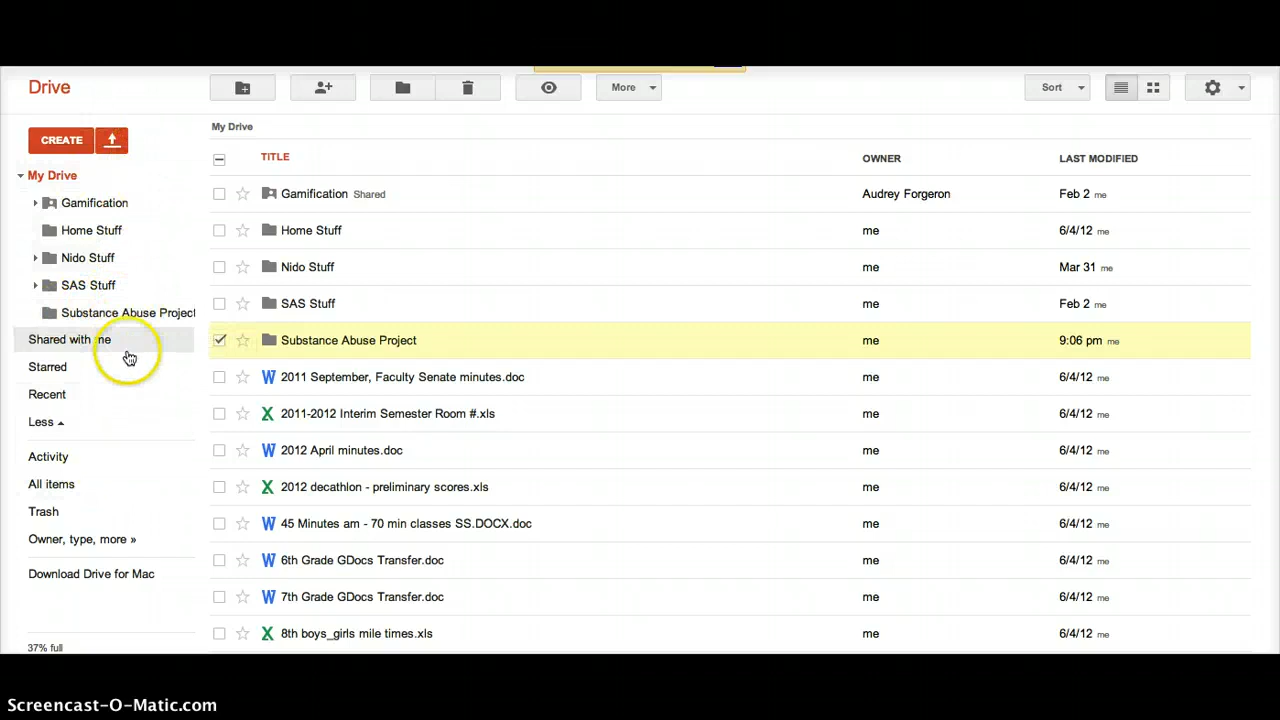 Drive
More
Sort
My Drive
CREATE
TITLE
OWNER
LAST MODIFIED
My Drive
Gamification
Home Stuff
Nido Stuff
SAS Stuff
Substance Abuse Project
Shared with me
Starred
Recent
Less
Activity
All items
Trash
Owner, type, more »
Download Drive for Mac
37% full
Gamification Shared Audrey Forgeron Feb 2 me
Home Stuff me 6/4/12 me
Nido Stuff me Mar 31 me
SAS Stuff me Feb 2 me
Substance Abuse Project me 9:06 pm me
2011 September, Faculty Senate minutes.doc me 6/4/12 me
2011-2012 Interim Semester Room #.xls me 6/4/12 me
2012 April minutes.doc me 6/4/12 me
2012 decathlon - preliminary scores.xls me 6/4/12 me
45 Minutes am - 70 min classes SS.DOCX.doc me 6/4/12 me
6th Grade GDocs Transfer.doc me 6/4/12 me
7th Grade GDocs Transfer.doc me 6/4/12 me
8th boys_girls mile times.xls me 6/4/12 me
Screencast-O-Matic.com